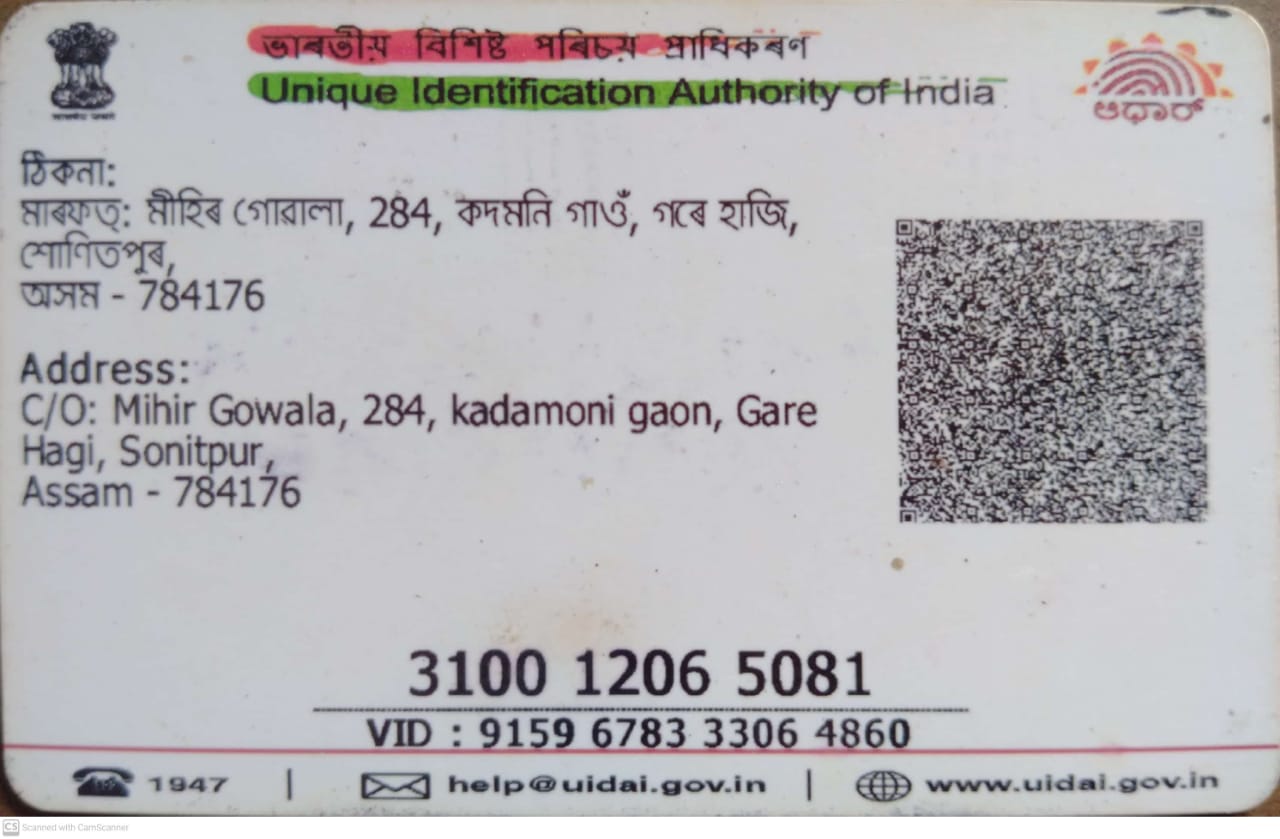 ভাৰতীয় বিশিষ্ট পৰিচয় প্ৰাধিকৰণ
Unique Identification Authority of India
ঠিকনা:
মাৰফত্: মীহিৰ গোৱালা, 284, কদমনি গাওঁ, গৰে হাজি,
শোণিতপুৰ,
অসম - 784176
Address:
C/O: Mihir Gowala, 284, kadamoni gaon, Gare
Hagi, Sonitpur,
Assam - 784176
3100 1206 5081
VID : 9159 6783 3306 4860
1947 | help@uidai.gov.in | www.uidai.gov.in
CS Scanned with CamScanner